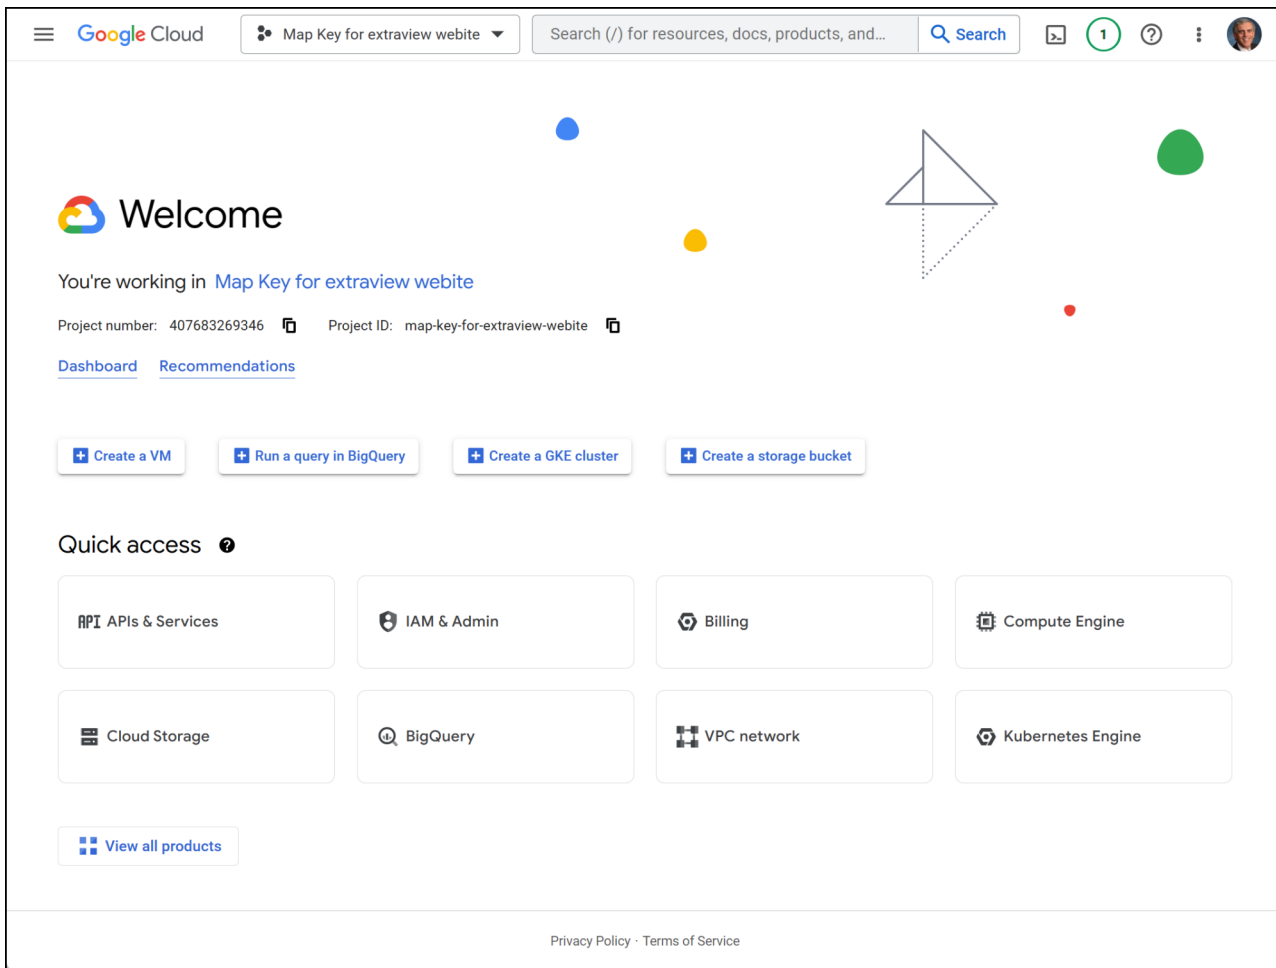 Google Cloud
Map Key for extraview webite
Search (/) for resources, docs, products, and...
Search
1
Welcome
You're working in Map Key for extraview webite
Project number: 407683269346 Project ID: map-key-for-extraview-webite
Dashboard Recommendations
Create a VM
Run a query in BigQuery
Create a GKE cluster
Create a storage bucket
Quick access
API APIs & Services
IAM & Admin
Billing
Compute Engine
Cloud Storage
BigQuery
VPC network
Kubernetes Engine
View all products
Privacy Policy · Terms of Service